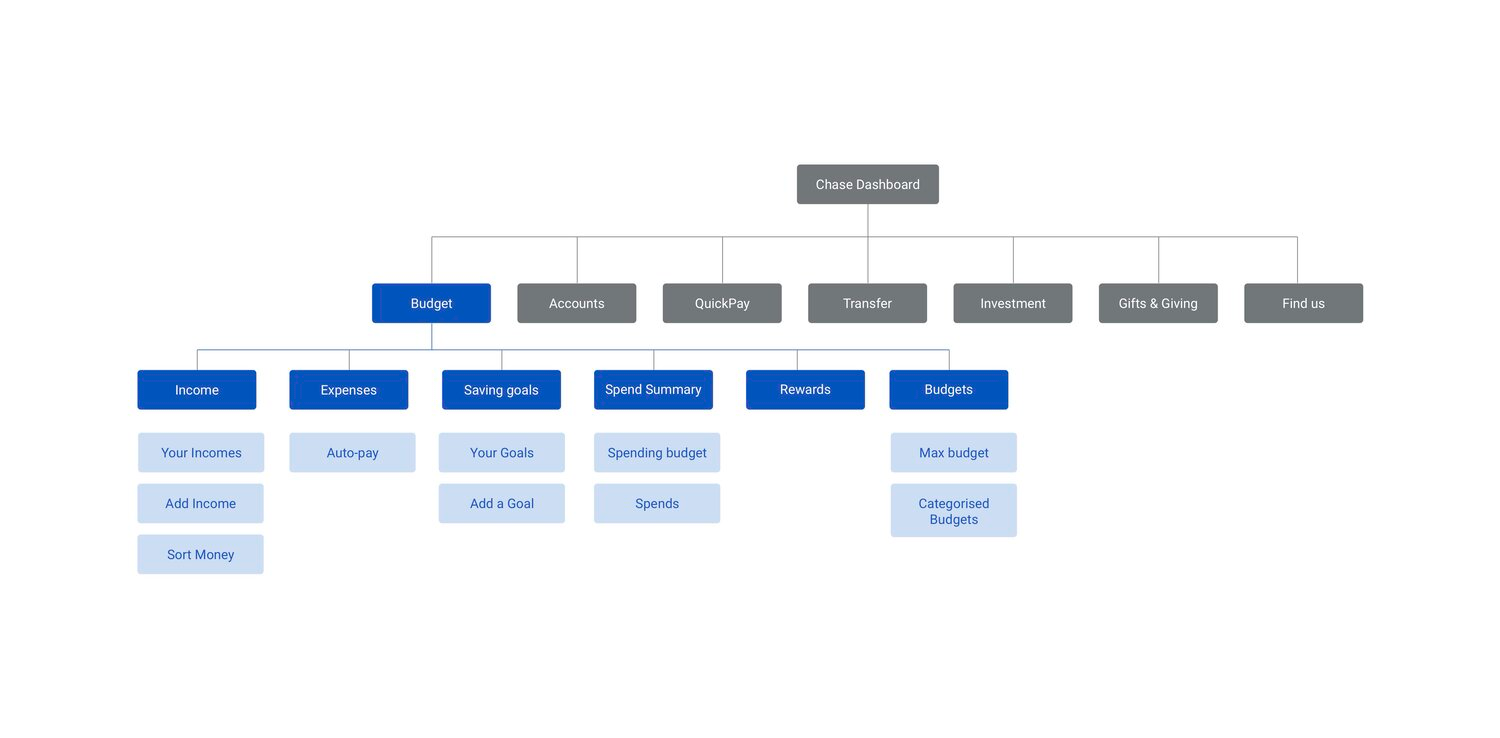 Chase Dashboard
Budget
Accounts
QuickPay
Transfer
Investment
Gifts & Giving
Find us
Income
Expenses
Saving goals
Spend Summary
Rewards
Budgets
Your Incomes
Auto-pay
Your Goals
Spending budget
Max budget
Add Income
Add a Goal
Spends
Categorised
Budgets
Sort Money